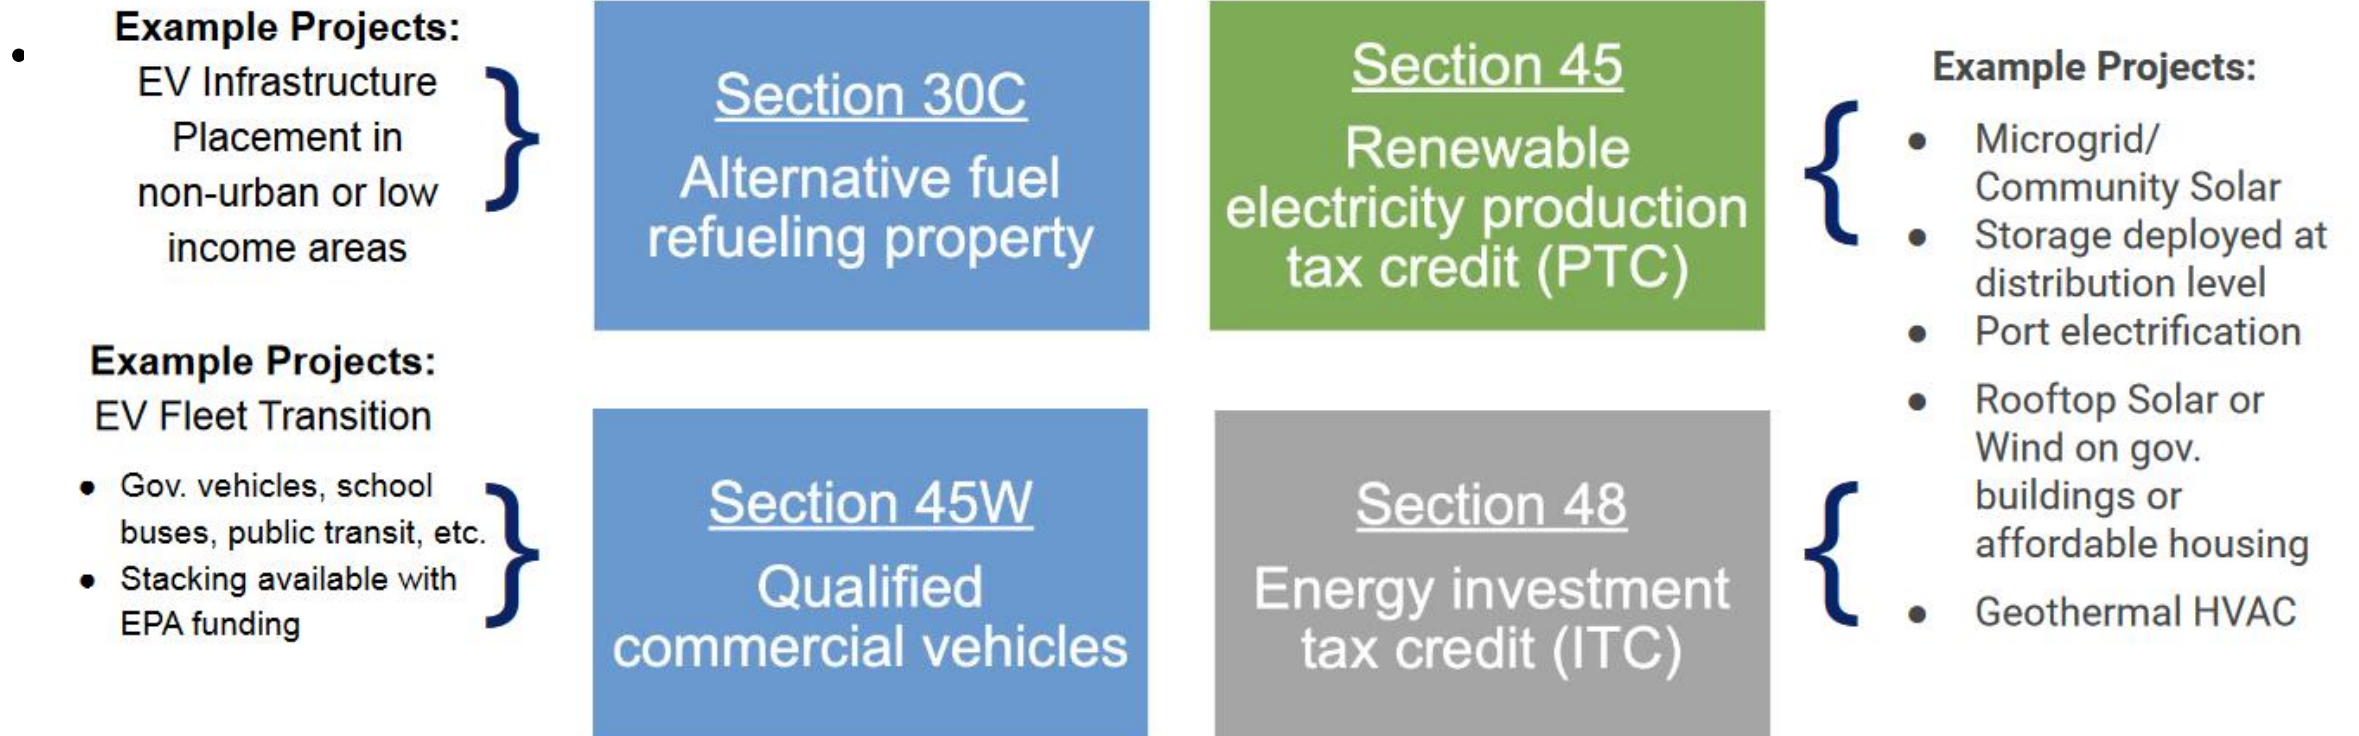 Example Projects:
• EV Infrastructure
Placement in
non-urban or low
income areas
}
Section 30C
Alternative fuel
refueling property
Section 45
Renewable
electricity production
tax credit (PTC)
{
Example Projects:
● Microgrid/
Community Solar
● Storage deployed at
distribution level
● Port electrification
● Rooftop Solar or
Wind on gov.
buildings or
affordable housing
● Geothermal HVAC
Example Projects:
EV Fleet Transition
● Gov. vehicles, school
buses, public transit, etc.
● Stacking available with
EPA funding
}
Section 45W
Qualified
commercial vehicles
Section 48
Energy investment
tax credit (ITC)
{